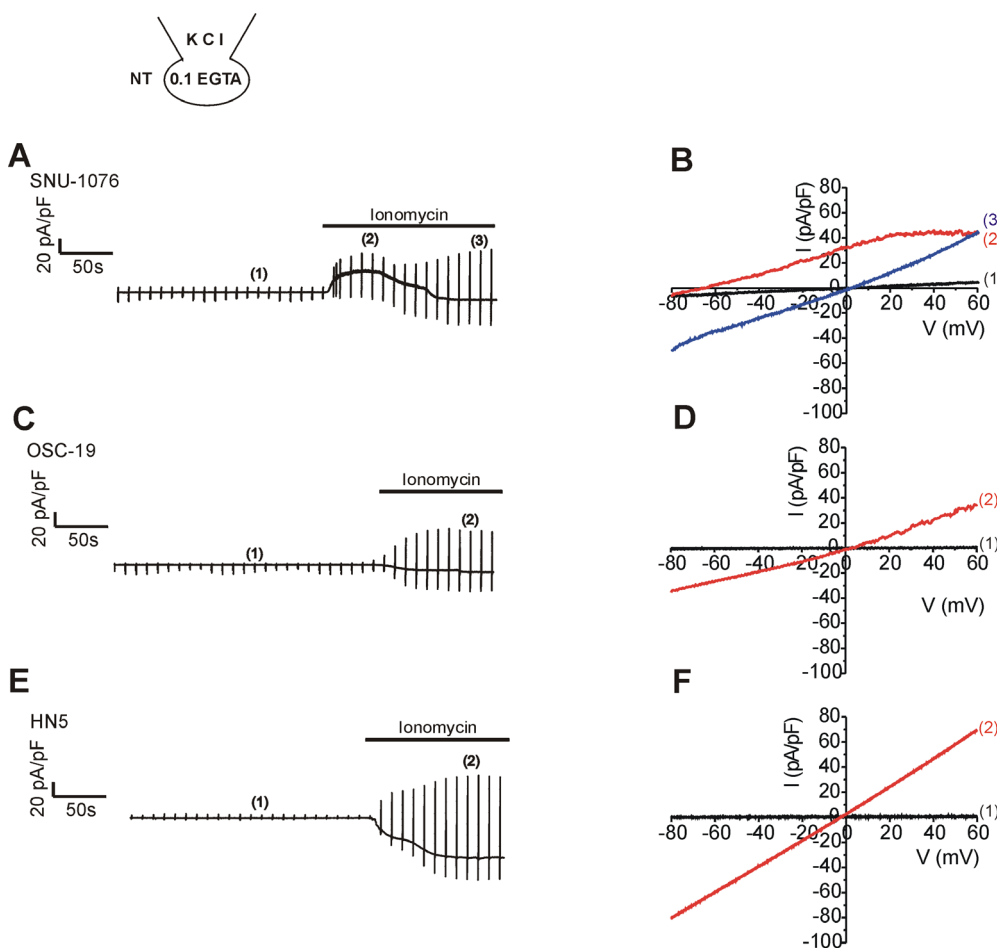 K C l
NT 0.1 EGTA
A
SNU-1076
20 pA/pF
50s
Ionomycin
(1)
(2)
(3)
B
I (pA/pF)
80
60
40
20
0
-20
-40
-60
-80
-100
-80 -60 -40 -20 0 20 40 60
V (mV)
(3
(2
(1
C
OSC-19
20 pA/pF
50s
Ionomycin
(1)
(2)
D
I (pA/pF)
80
60
40
20
0
-20
-40
-60
-80
-100
-80 -60 -40 -20 0 20 40 60
V (mV)
(2)
(1)
E
HN5
20 pA/pF
50s
Ionomycin
(1)
(2)
F
I (pA/pF)
80
60
40
20
0
-20
-40
-60
-80
-100
-80 -60 -40 -20 0 20 40 60
V (mV)
(2)
(1)